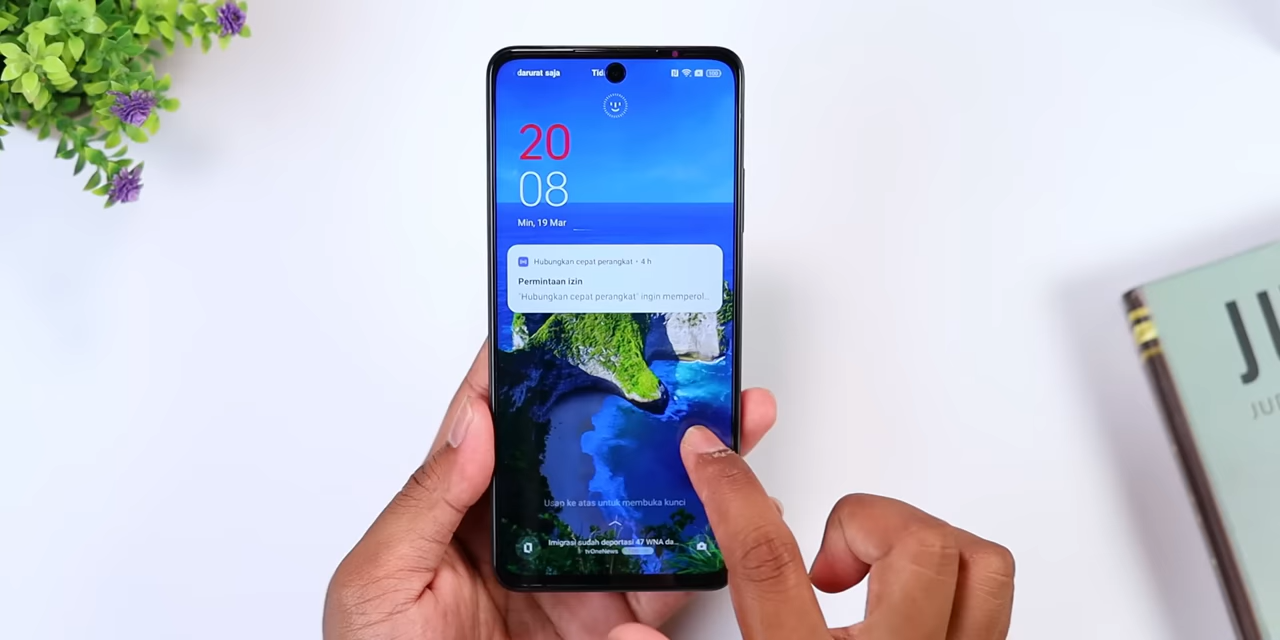 darurat saja
20
08
Min, 19 Mar
Hubungkan cepat perangkat • 4 h
Permintaan izin
"Hubungkan cepat perangkat" ingin memperol...
Usap ke atas untuk membuka kunci
Imigrasi sudah deportasi 47 WNA da...
tvOneNews